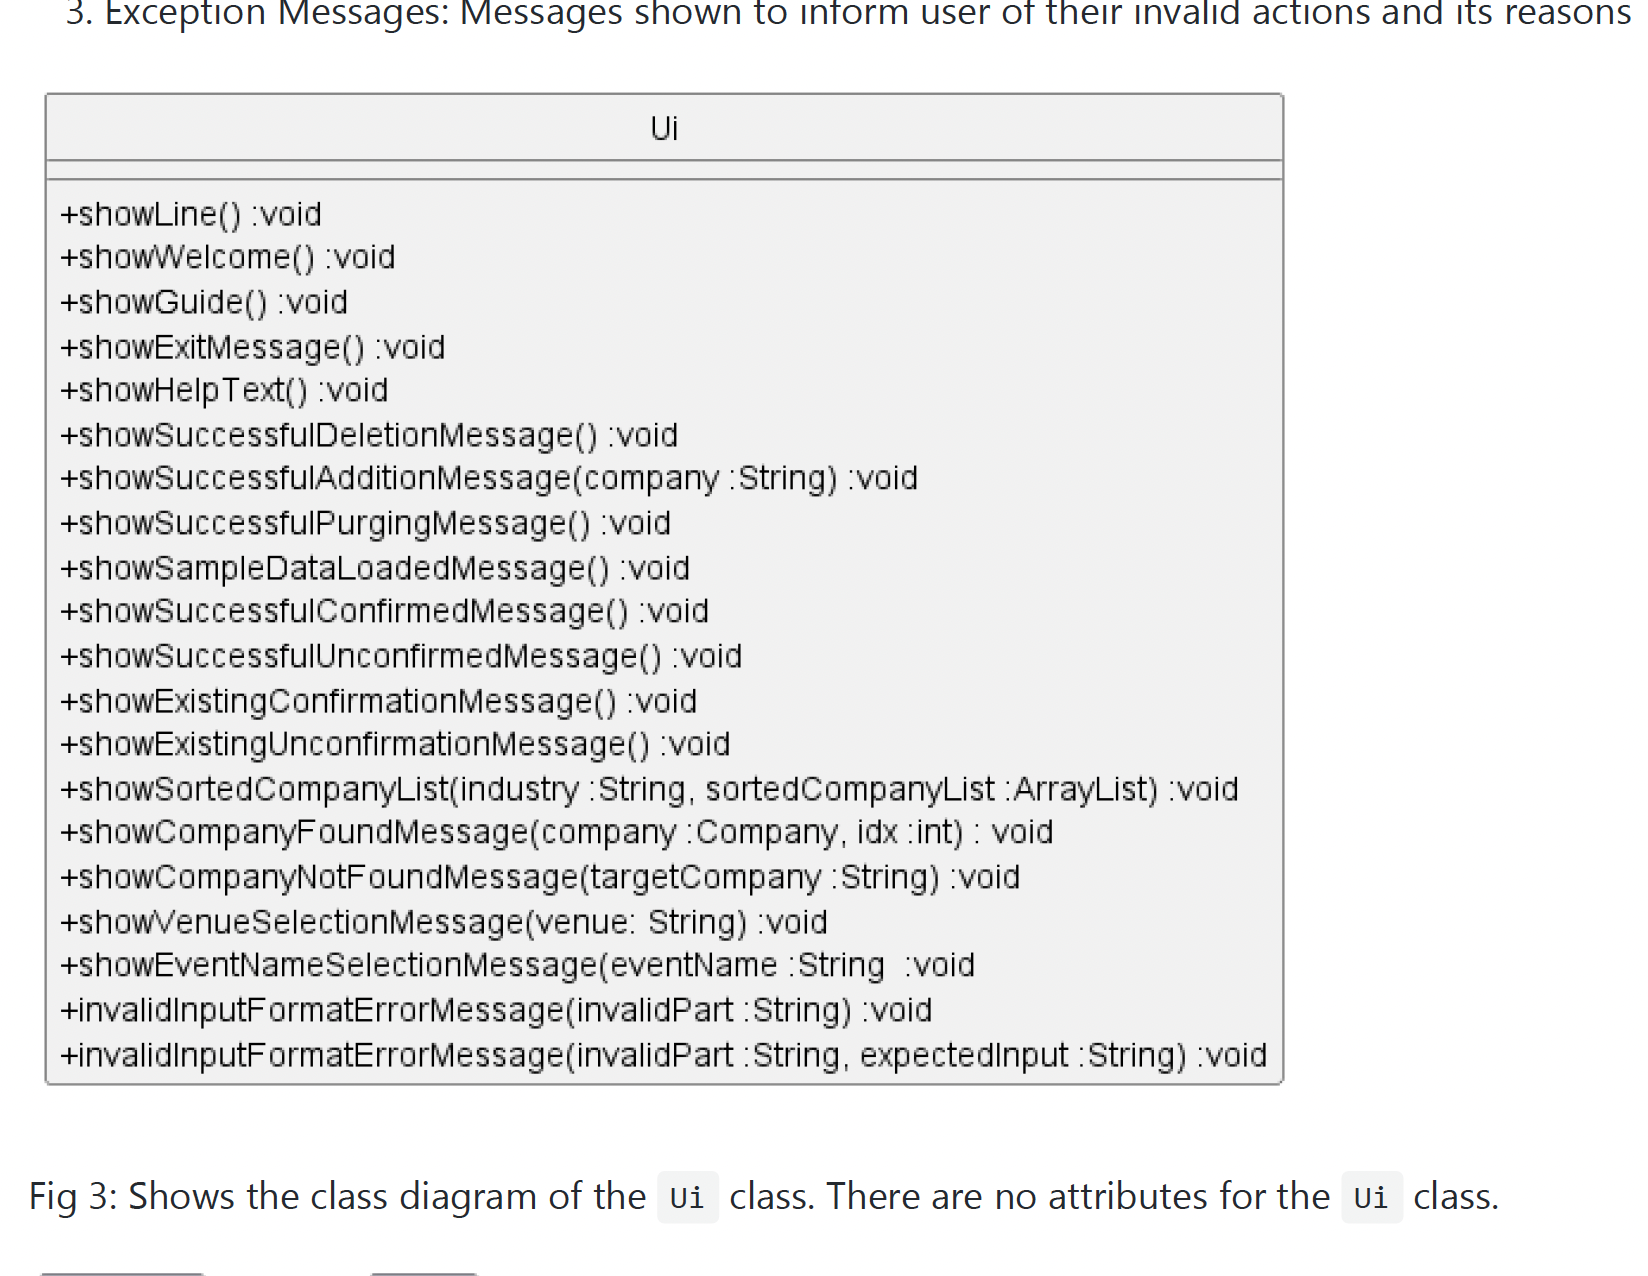 3. Exception Messages: Messages shown to inform user of their invalid actions and its reasons
Ui
+showLine() :void
+showWelcome() :void
+showGuide() :void
+showExitMessage() :void
+showHelpText() :void
+showSuccessfulDeletionMessage() :void
+showSuccessfulAdditionMessage(company :String) :void
+showSuccessfulPurgingMessage() :void
+showSampleDataLoadedMessage() :void
+showSuccessfulConfirmedMessage() :void
+showSuccessfulUnconfirmedMessage() :void
+showExistingConfirmationMessage() :void
+showExistingUnconfirmationMessage() :void
+showSortedCompanyList(industry :String, sortedCompanyList :ArrayList) :void
+showCompanyFoundMessage(company :Company, idx :int) : void
+showCompanyNotFoundMessage(targetCompany :String) :void
+showVenueSelectionMessage(venue: String) :void
+showEventNameSelectionMessage(eventName :String  :void
+invalidInputFormatErrorMessage(invalidPart :String) :void
+invalidInputFormatErrorMessage(invalidPart :String, expectedInput :String) :void
Fig 3: Shows the class diagram of the Ui class. There are no attributes for the Ui class.